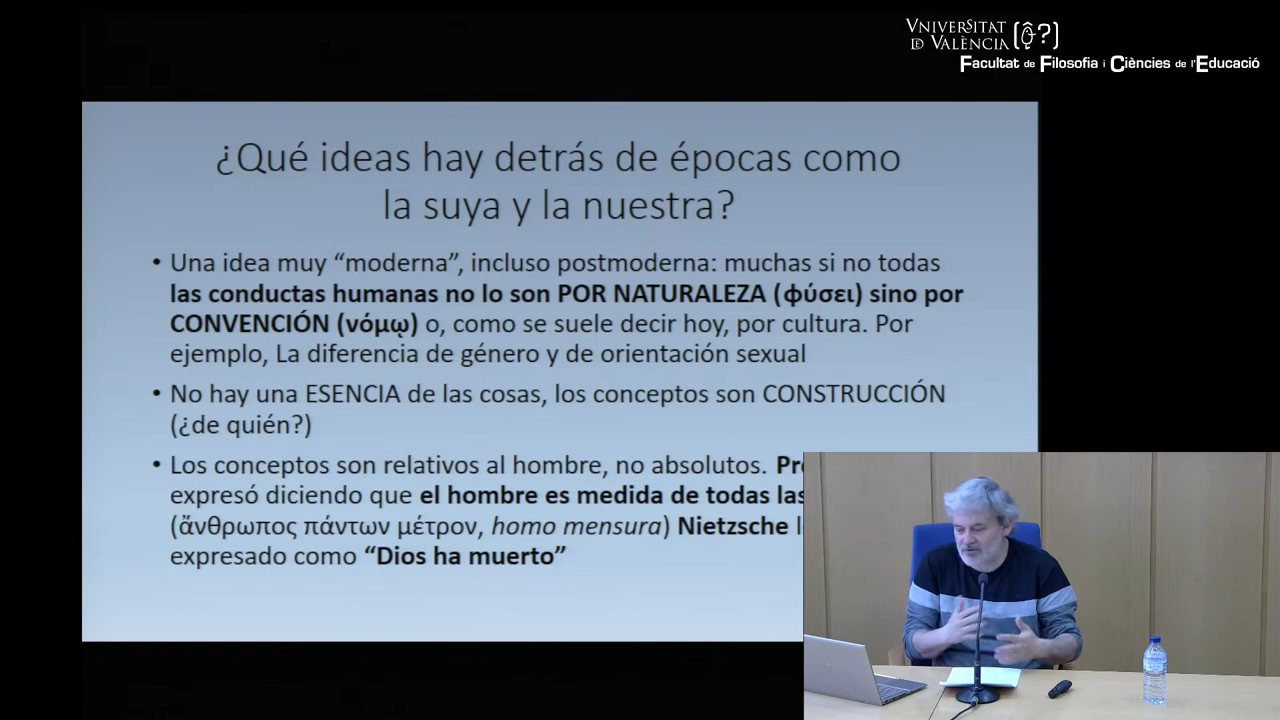 VNIVERSITAT
DE VALÈNCIA
Facultat de Filosofia i Ciències de l'Educació
¿Qué ideas hay detrás de épocas como
la suya y la nuestra?
• Una idea muy “moderna”, incluso postmoderna: muchas si no todas
las conductas humanas no lo son POR NATURALEZA (φύσει) sino por
CONVENCIÓN (νόμῳ) o, como se suele decir hoy, por cultura. Por
ejemplo, La diferencia de género y de orientación sexual
• No hay una ESENCIA de las cosas, los conceptos son CONSTRUCCIÓN
(¿de quién?)
• Los conceptos son relativos al hombre, no absolutos.
expresó diciendo que el hombre es medida de todas las
(ἄνθρωπος πάντων μέτρον, homo mensura) Nietzsche
expresado como “Dios ha muerto”